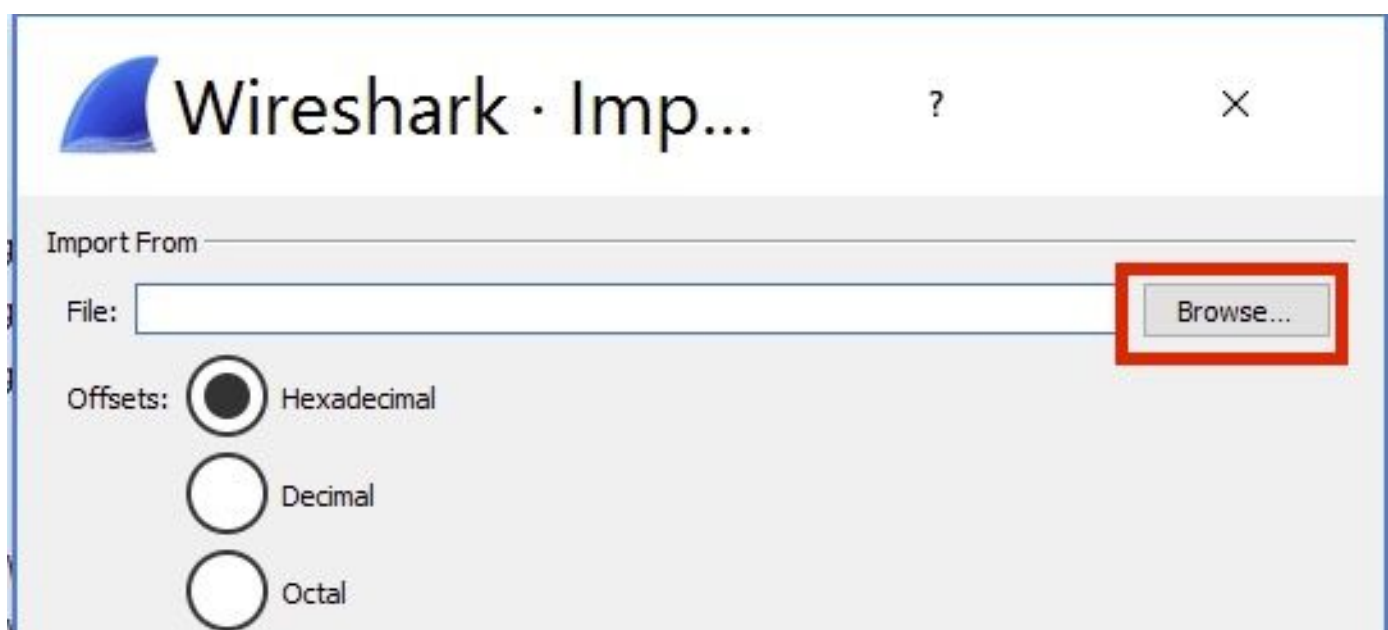 Wireshark · Imp... ?
Import From
File: Browse...
Offsets: Hexadecimal
Decimal
Octal